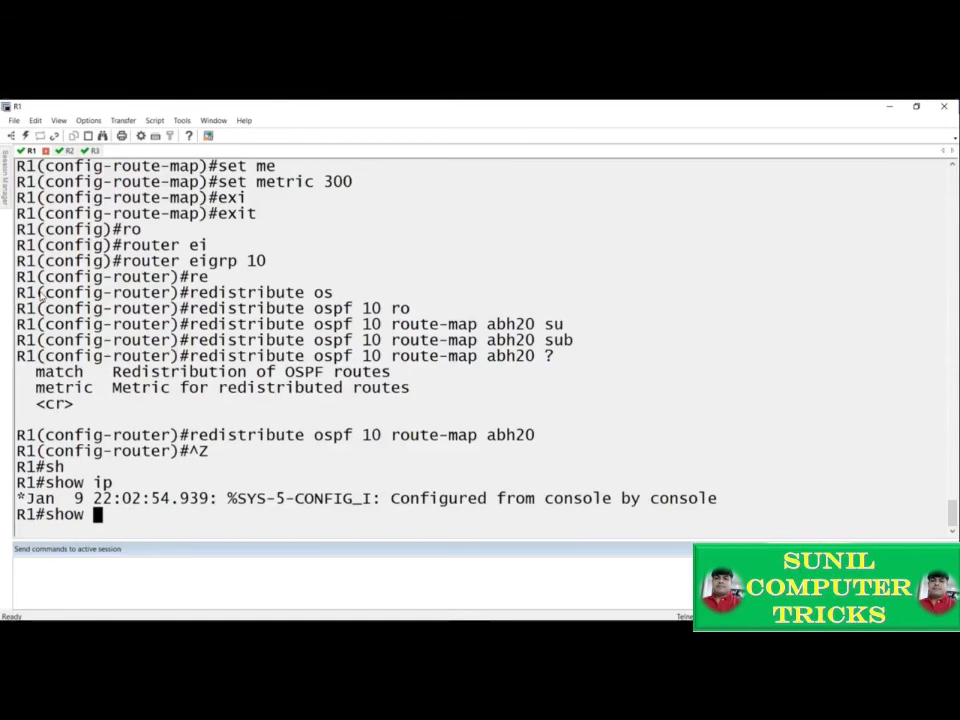 R1
File Edit View Options Transfer Script Tools Window Help
R1 R2 R3
Session Manager
R1(config-route-map)#set me
R1(config-route-map)#set metric 300
R1(config-route-map)#exi
R1(config-route-map)#exit
R1(config)#ro
R1(config)#router ei
R1(config)#router eigrp 10
R1(config-router)#re
R1(config-router)#redistribute os
R1(config-router)#redistribute ospf 10 ro
R1(config-router)#redistribute ospf 10 route-map abh20 su
R1(config-router)#redistribute ospf 10 route-map abh20 sub
R1(config-router)#redistribute ospf 10 route-map abh20 ?
match Redistribution of OSPF routes
metric Metric for redistributed routes
<cr>
R1(config-router)#redistribute ospf 10 route-map abh20
R1(config-router)#^Z
R1#sh
R1#show ip
*Jan 9 22:02:54.939: %SYS-5-CONFIG_I: Configured from console by console
R1#show
Send commands to active session
SUNIL
COMPUTER
TRICKS
Ready Telne